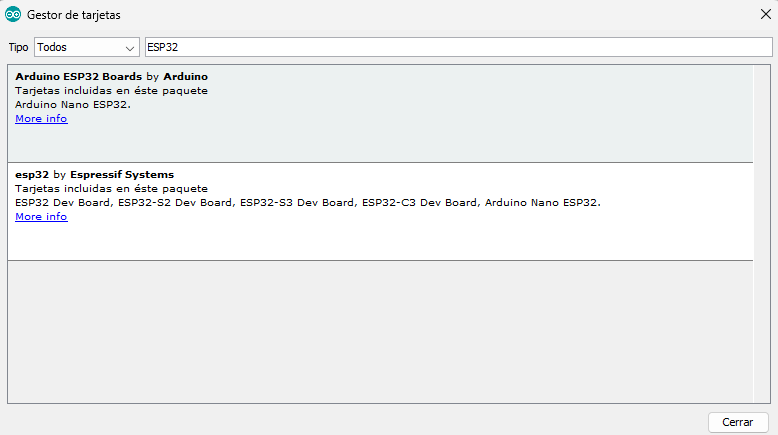 Gestor de tarjetas
Tipo Todos ESP32
Arduino ESP32 Boards by Arduino
Tarjetas incluidas en éste paquete
Arduino Nano ESP32.
More info
esp32 by Espressif Systems
Tarjetas incluidas en éste paquete
ESP32 Dev Board, ESP32-S2 Dev Board, ESP32-S3 Dev Board, ESP32-C3 Dev Board, Arduino Nano ESP32.
More info
Cerrar